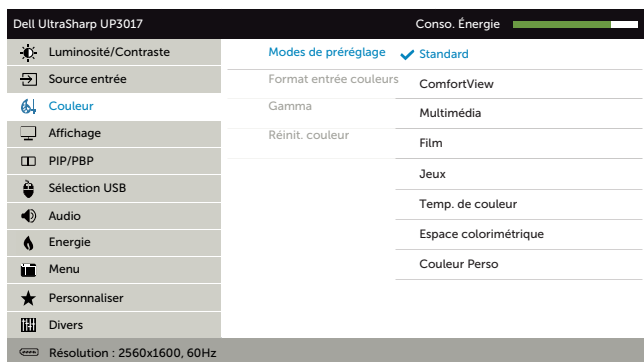 Dell UltraSharp UP3017 Conso. Énergie
Luminosité/Contraste Modes de préréglage Standard
Source entrée Format entrée couleurs ComfortView
Couleur Gamma Multimédia
Affichage Réinit. couleur Film
PIP/PBP Jeux
Sélection USB Temp. de couleur
Audio Espace colorimétrique
Energie Couleur Perso
Menu
Personnaliser
Divers
Résolution : 2560x1600, 60Hz